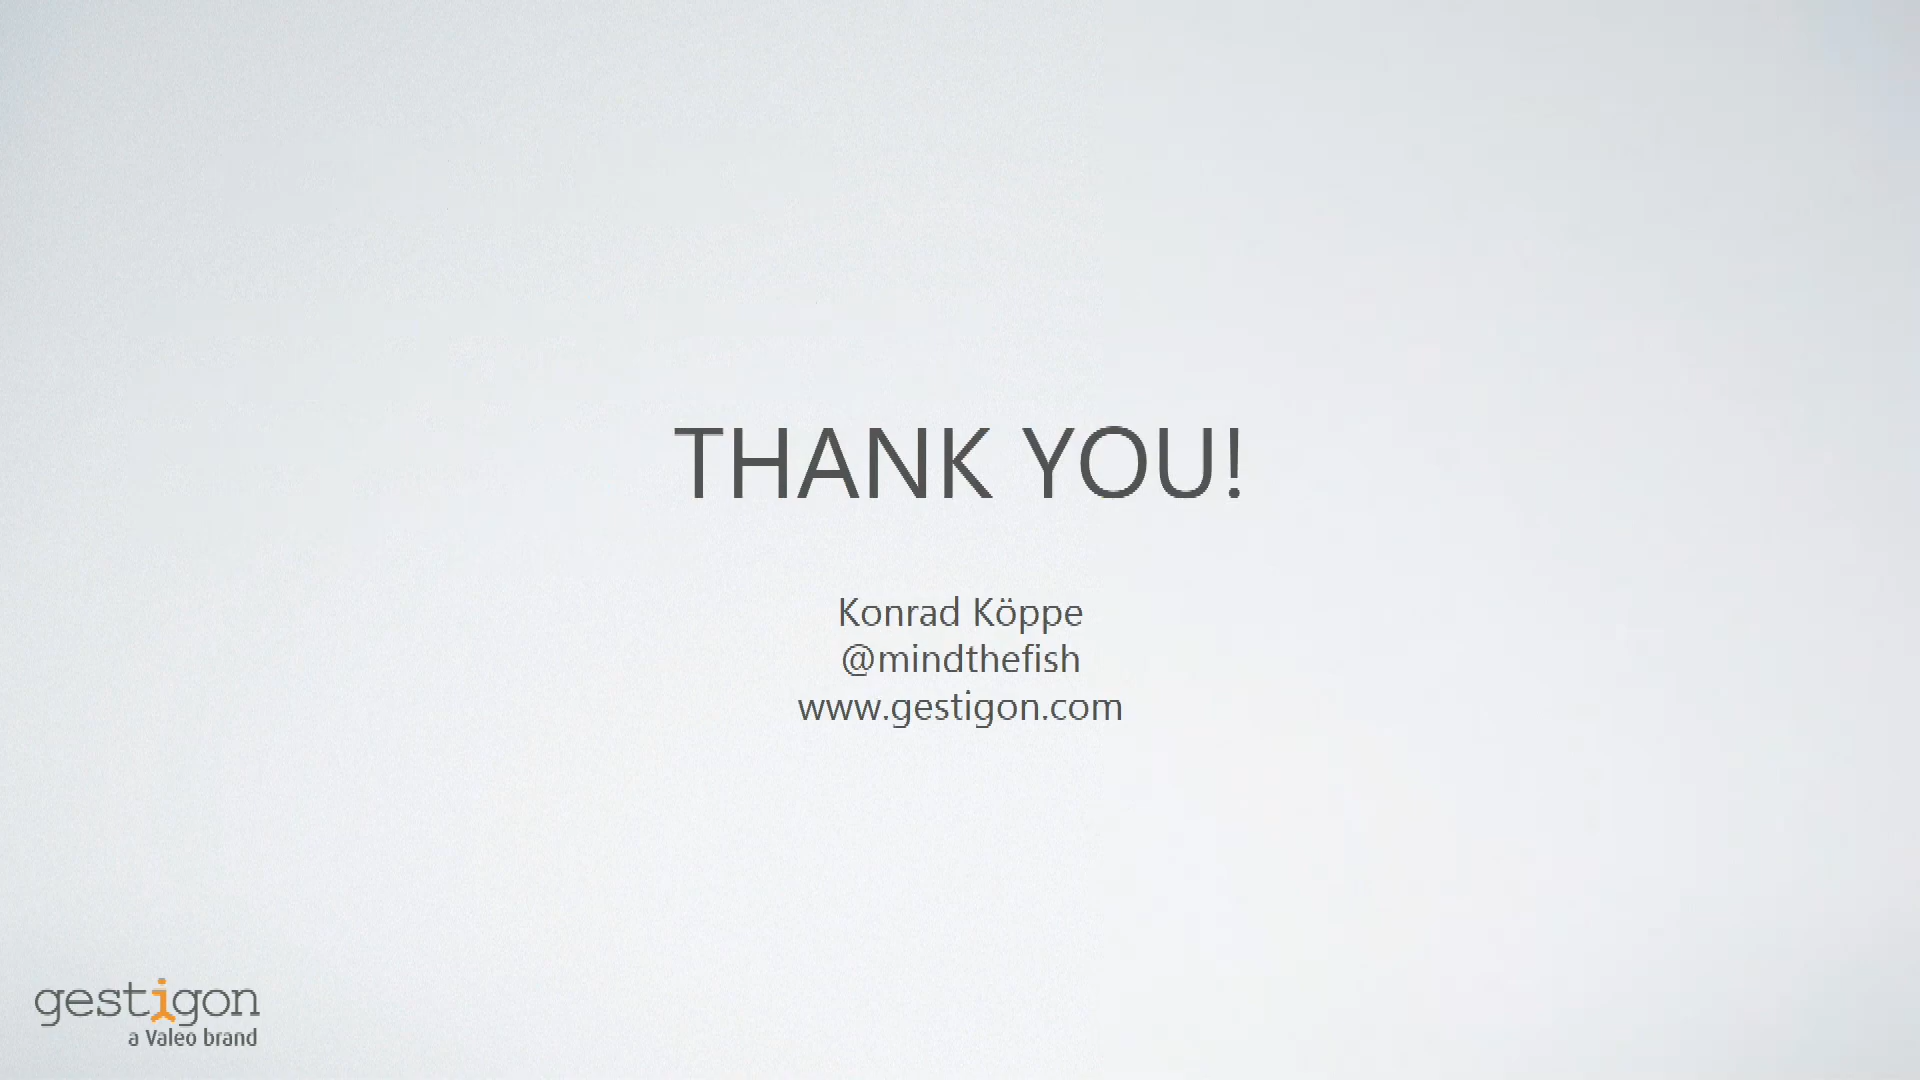 THANK YOU!
Konrad Köppe
@mindthefish
www.gestigon.com
gestigon
a Valeo brand